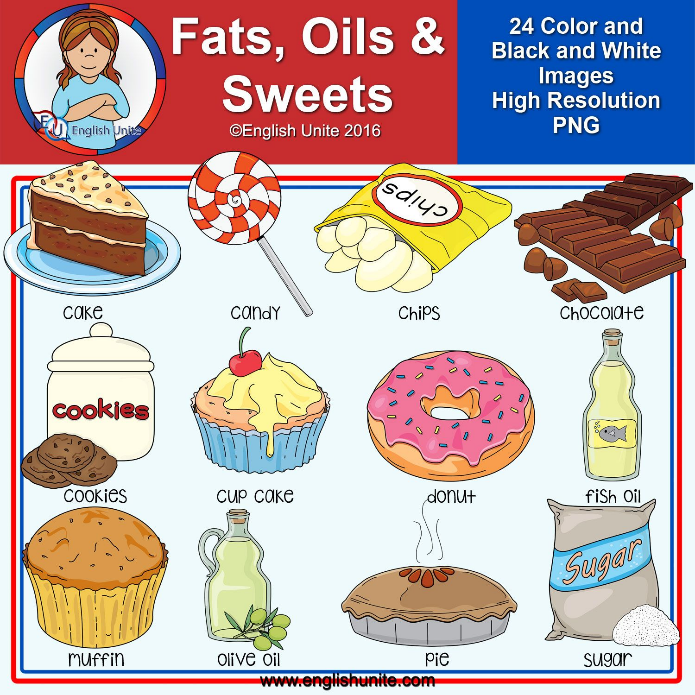 Fats, Oils &
Sweets
©English Unite 2016
24 Color and
Black and White
Images
High Resolution
PNG
EU English Unite
chips
cake
candy
chips
chocolate
cookies
cookies
cup cake
donut
fish oil
Sugar
muffin
olive oil
pie
sugar
www.englishunite.com